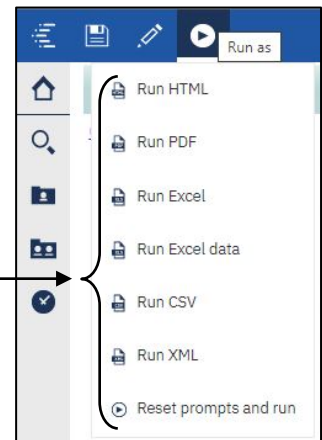 Run as
Run HTML
Run PDF
Run Excel
Run Excel data
Run CSV
Run XML
Reset prompts and run